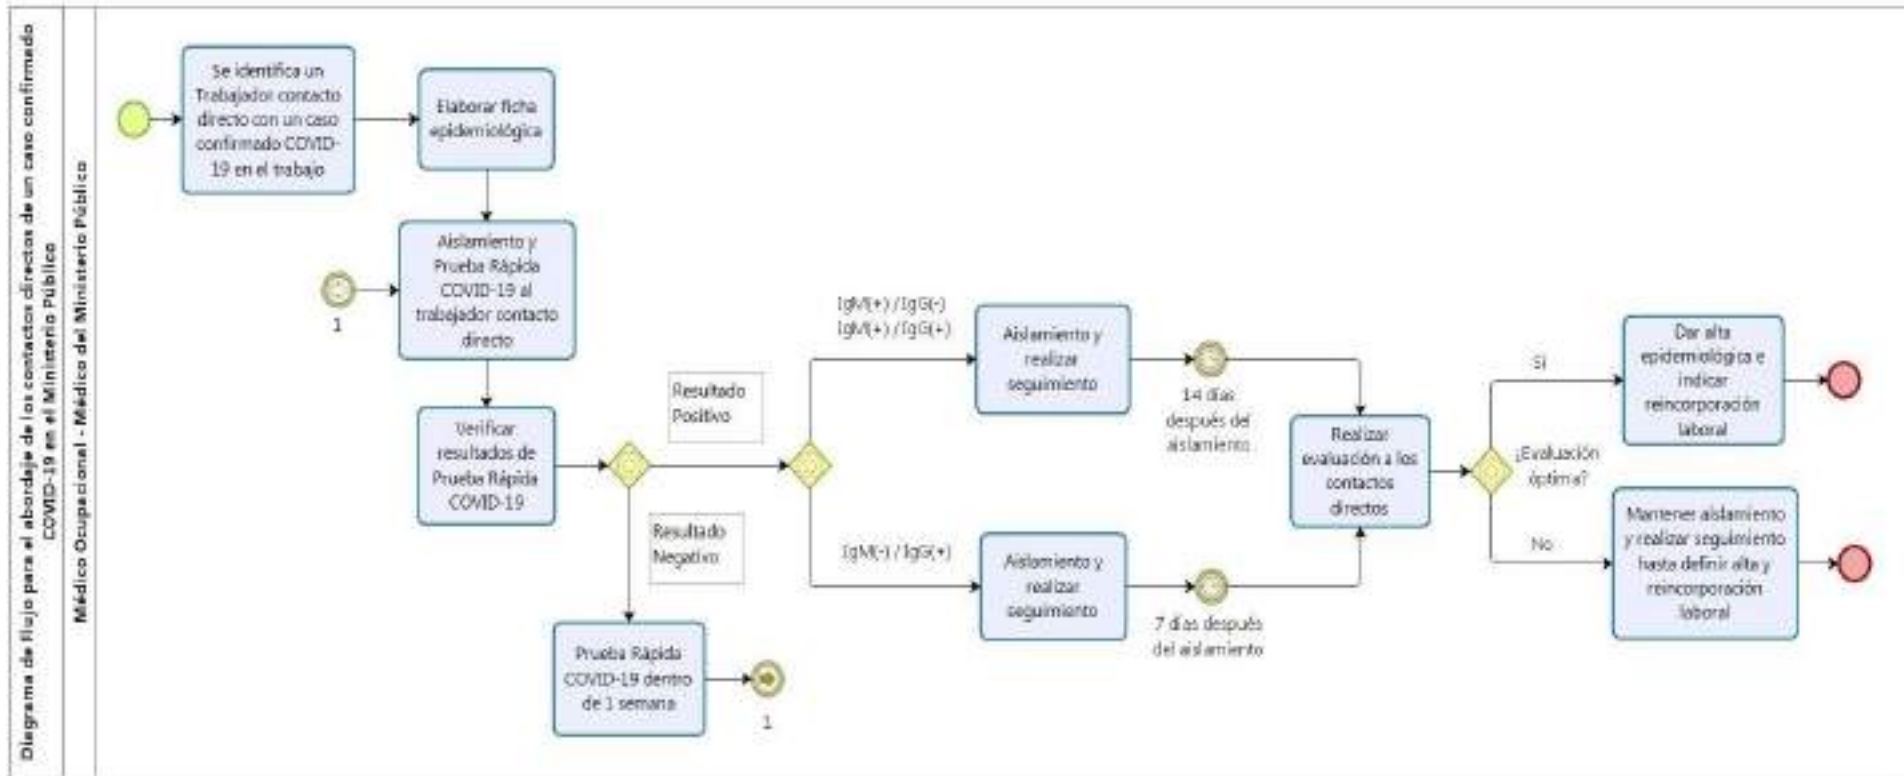 Diagrama de Flujo para el abordaje de los contactos directos de un caso confirmado
COVID-19 en el Ministerio Público
Médico Ocupacional - Médico del Ministerio Público
Se identifica un
Trabajador contacto
directo con un caso
confirmado COVID-
19 en el trabajo
Elaborar ficha
epidemiológica
Aislamiento y
Prueba Rápida
COVID-19 al
trabajador contacto
directo
1
Verificar
resultados de
Prueba Rápida
COVID-19
Resultado
Positivo
Resultado
Negativo
Prueba Rápida
COVID-19 dentro
de 1 semana
1
IgM(+) / IgG(-)
IgM(+) / IgG(+)
Aislamiento y
realizar
seguimiento
14 días
después del
aislamiento
IgM(-) / IgG(+)
Aislamiento y
realizar
seguimiento
7 días después
del aislamiento
Realizar
evaluación a los
contactos
directos
¿Evaluación
óptima?
Si
Dar alta
epidemiológica e
indicar
reincorporación
laboral
No
Mantener aislamiento
y realizar seguimiento
hasta definir alta y
reincorporación
laboral